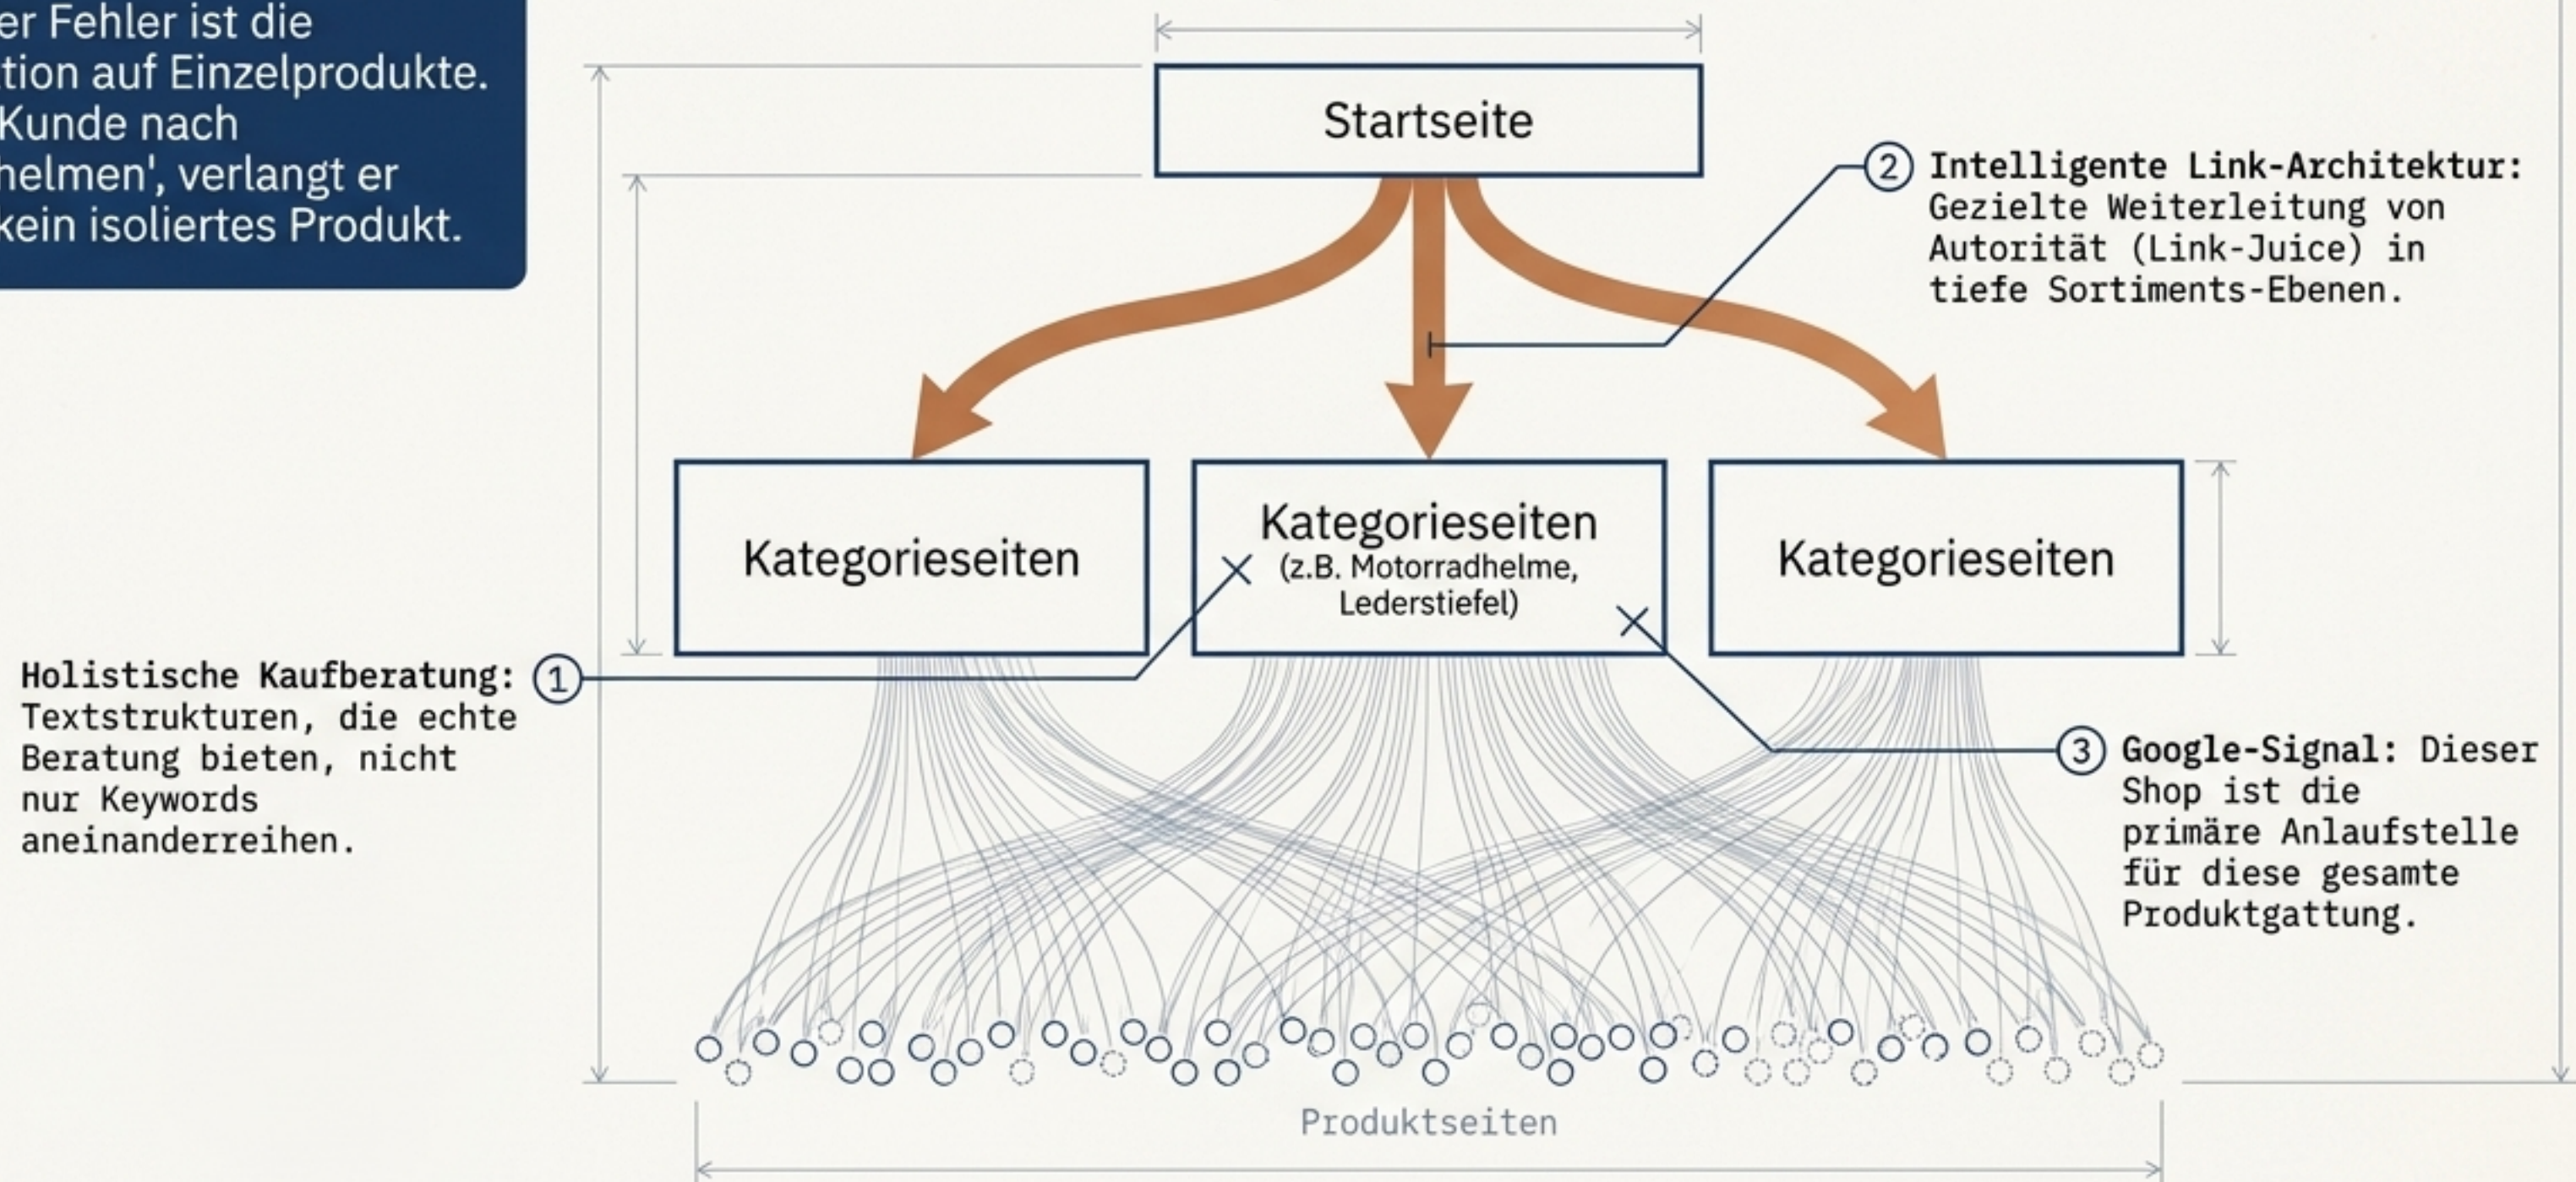 er Fehler ist die
tion auf Einzelprodukte.
Kunde nach
helmen', verlangt er
kein isoliertes Produkt.
Startseite
2 Intelligente Link-Architektur:
Gezielte Weiterleitung von
Autorität (Link-Juice) in
tiefe Sortiments-Ebenen.
Kategorieseiten
Kategorieseiten
(z.B. Motorradhelme,
Lederstiefel)
Kategorieseiten
Holistische Kaufberatung: 1
Textstrukturen, die echte
Beratung bieten, nicht
nur Keywords
aneinanderreihen.
3 Google-Signal: Dieser
Shop ist die
primäre Anlaufstelle
für diese gesamte
Produktgattung.
Produktseiten